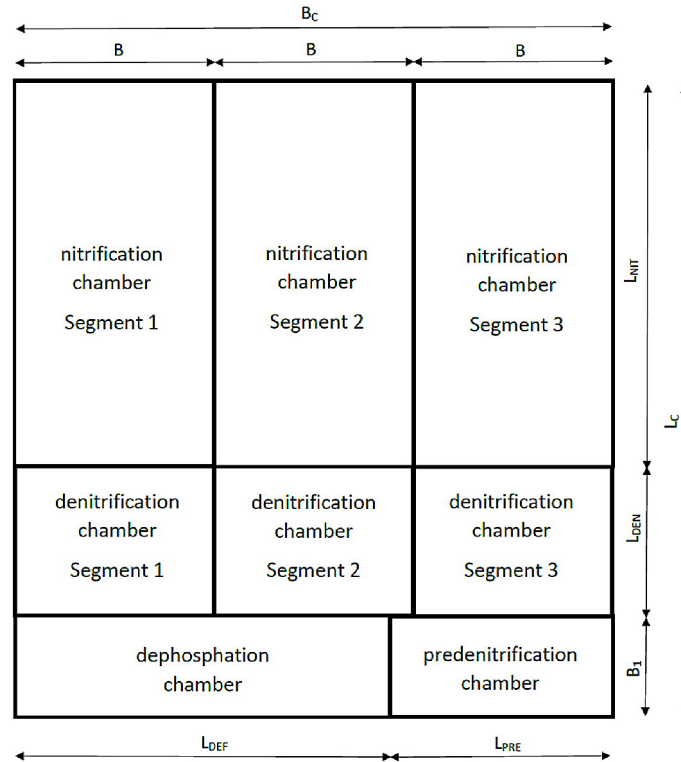 B_C
B
B
B
nitrification
chamber
Segment 1
nitrification
chamber
Segment 2
nitrification
chamber
Segment 3
L_NIT
L_C
denitrification
chamber
Segment 1
denitrification
chamber
Segment 2
denitrification
chamber
Segment 3
L_DEN
dephosphation
chamber
predenitrification
chamber
B_1
L_DEF
L_PRE